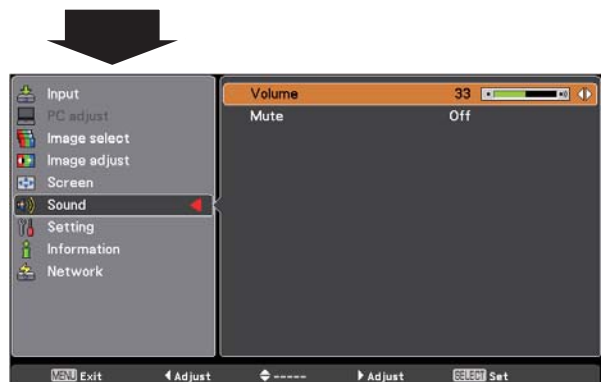 Input
PC adjust
Image select
Image adjust
Screen
Sound
Setting
Information
Network
Volume 33
Mute Off
MENU Exit Adjust ----- Adjust SELECT Set